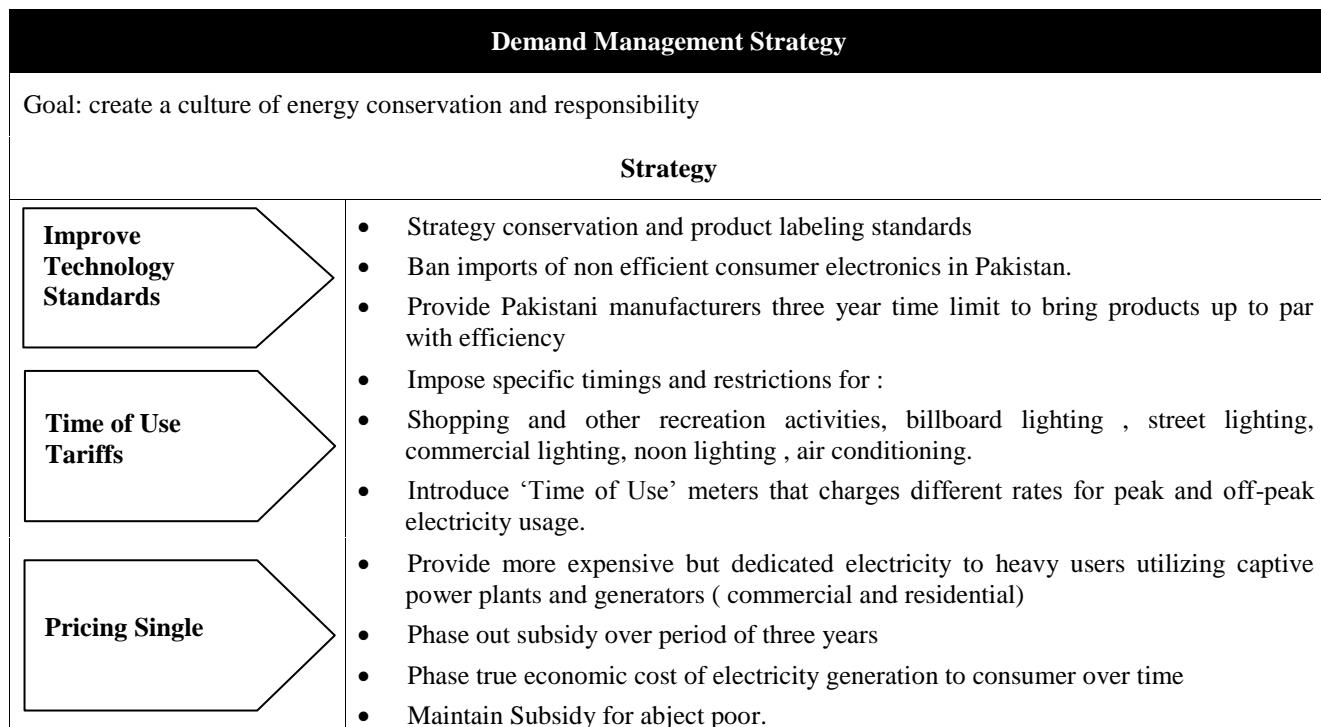 Demand Management Strategy
Goal: create a culture of energy conservation and responsibility
Strategy
Improve
Technology
Standards
• Strategy conservation and product labeling standards
• Ban imports of non efficient consumer electronics in Pakistan.
• Provide Pakistani manufacturers three year time limit to bring products up to par
with efficiency
Time of Use
Tariffs
• Impose specific timings and restrictions for :
• Shopping and other recreation activities, billboard lighting , street lighting,
commercial lighting, noon lighting , air conditioning.
• Introduce ‘Time of Use’ meters that charges different rates for peak and off-peak
electricity usage.
Pricing Single
• Provide more expensive but dedicated electricity to heavy users utilizing captive
power plants and generators ( commercial and residential)
• Phase out subsidy over period of three years
• Phase true economic cost of electricity generation to consumer over time
• Maintain Subsidy for abject poor.